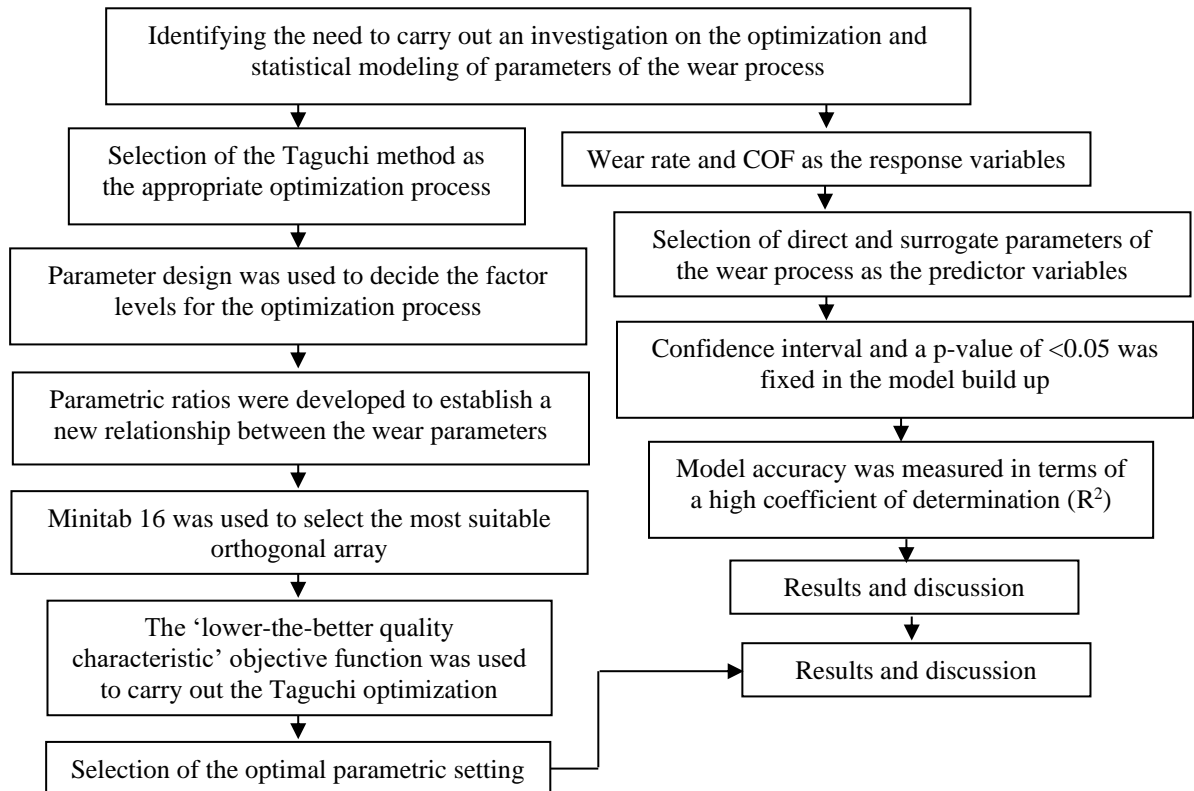 Identifying the need to carry out an investigation on the optimization and
statistical modeling of parameters of the wear process
Selection of the Taguchi method as
the appropriate optimization process
Parameter design was used to decide the factor
levels for the optimization process
Parametric ratios were developed to establish a
new relationship between the wear parameters
Minitab 16 was used to select the most suitable
orthogonal array
The ‘lower-the-better quality
characteristic’ objective function was used
to carry out the Taguchi optimization
Selection of the optimal parametric setting
Wear rate and COF as the response variables
Selection of direct and surrogate parameters of
the wear process as the predictor variables
Confidence interval and a p-value of <0.05 was
fixed in the model build up
Model accuracy was measured in terms of
a high coefficient of determination (R²)
Results and discussion
Results and discussion